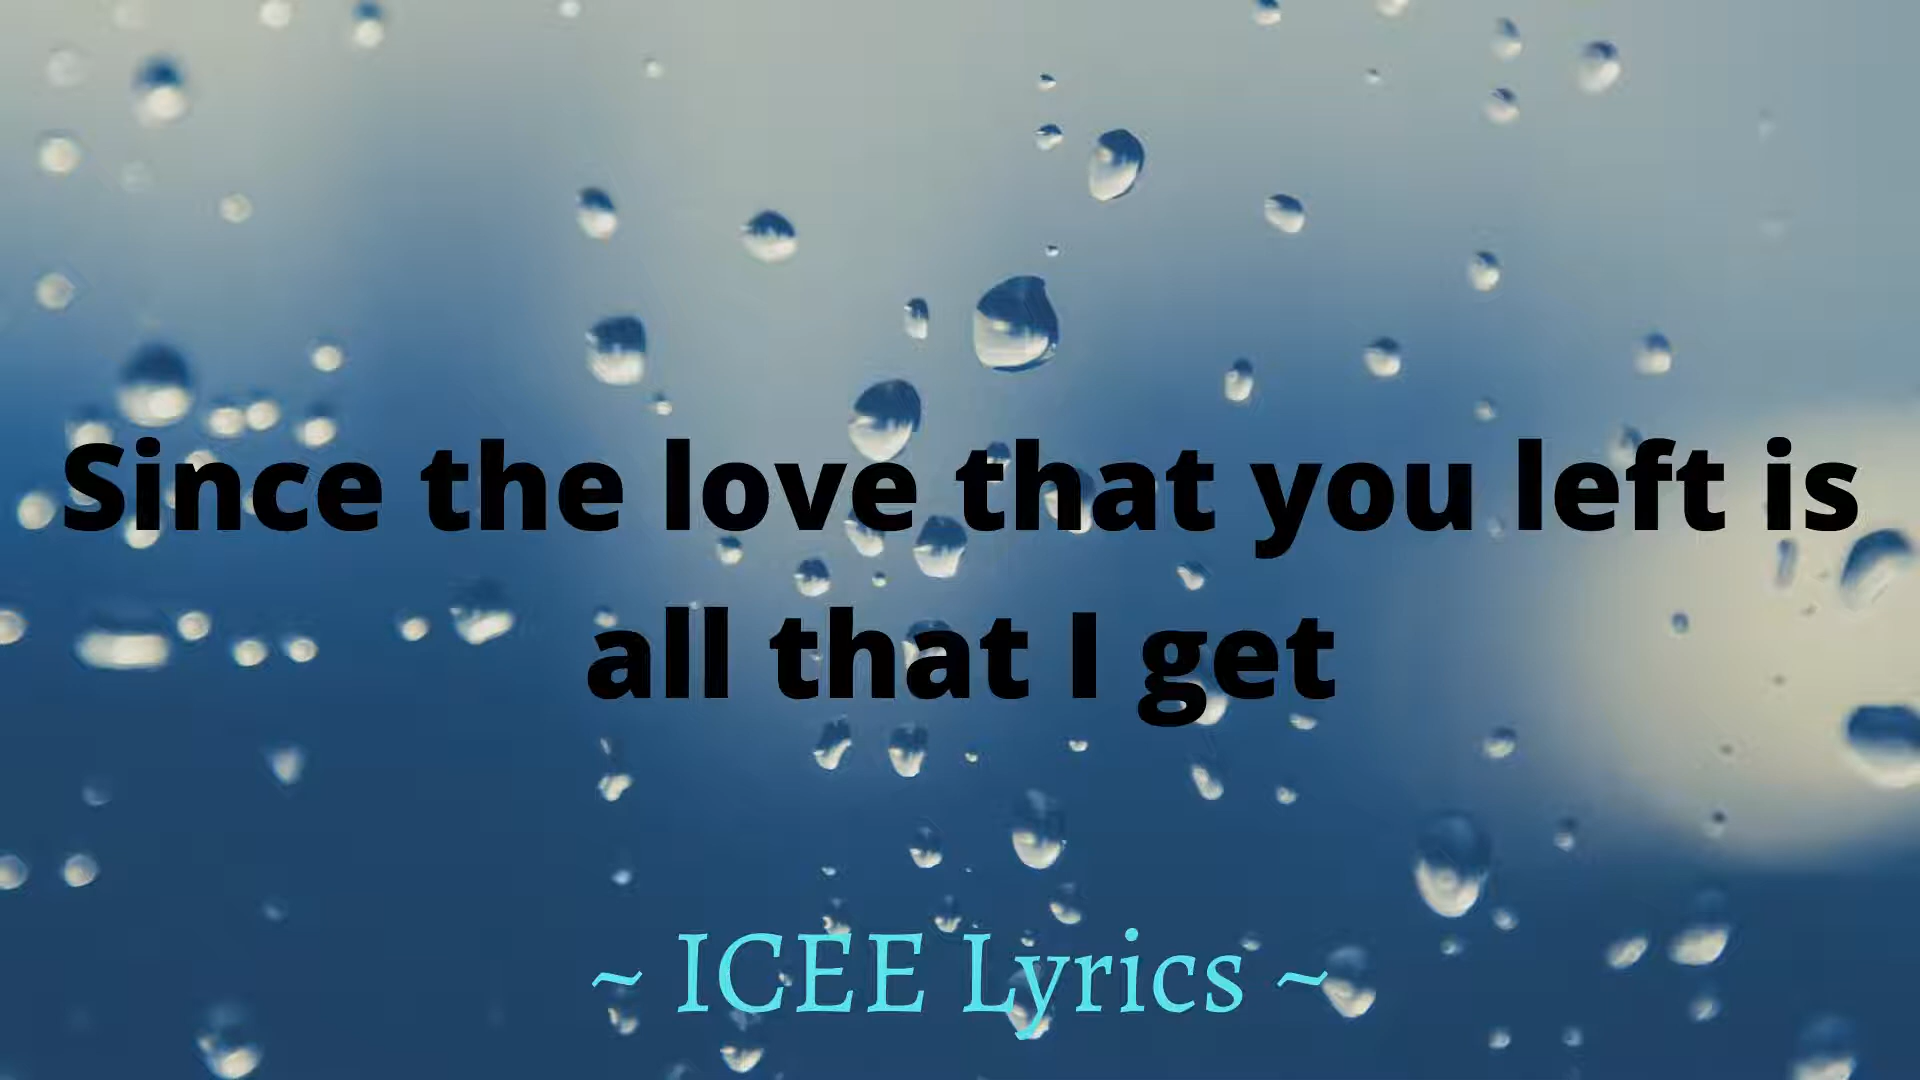 Since the love that you left is
all that I get
~ ICEE Lyrics ~